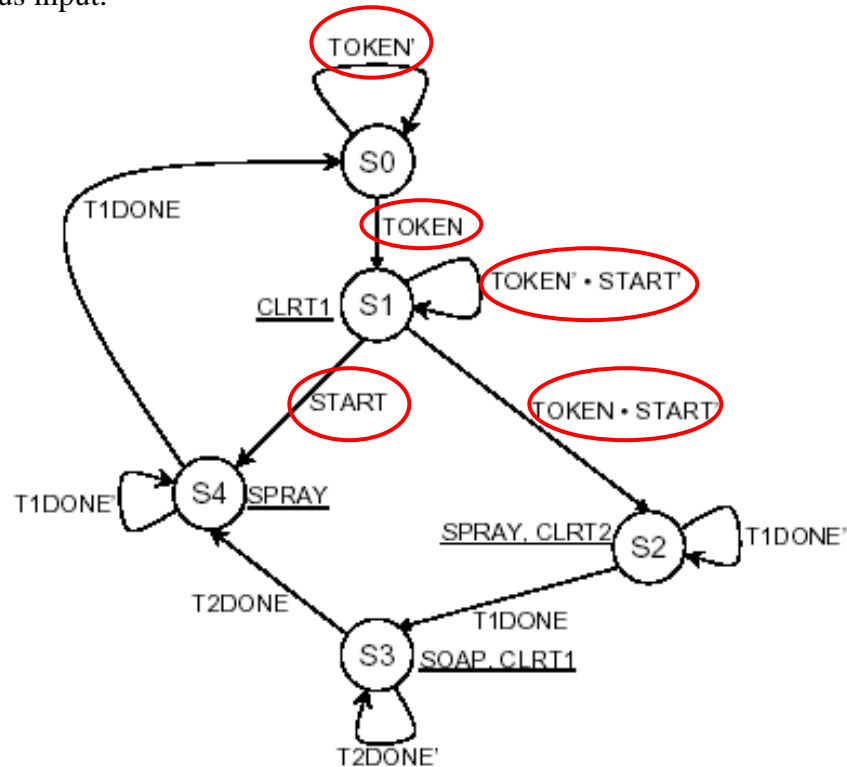 us input.
TOKEN'
S0
T1DONE
TOKEN
TOKEN' • START'
CLRT1
S1
START
TOKEN • START'
T1DONE'
S4
SPRAY
SPRAY, CLRT2
S2
T1DONE'
T2DONE
T1DONE
S3
SOAP, CLRT1
T2DONE'